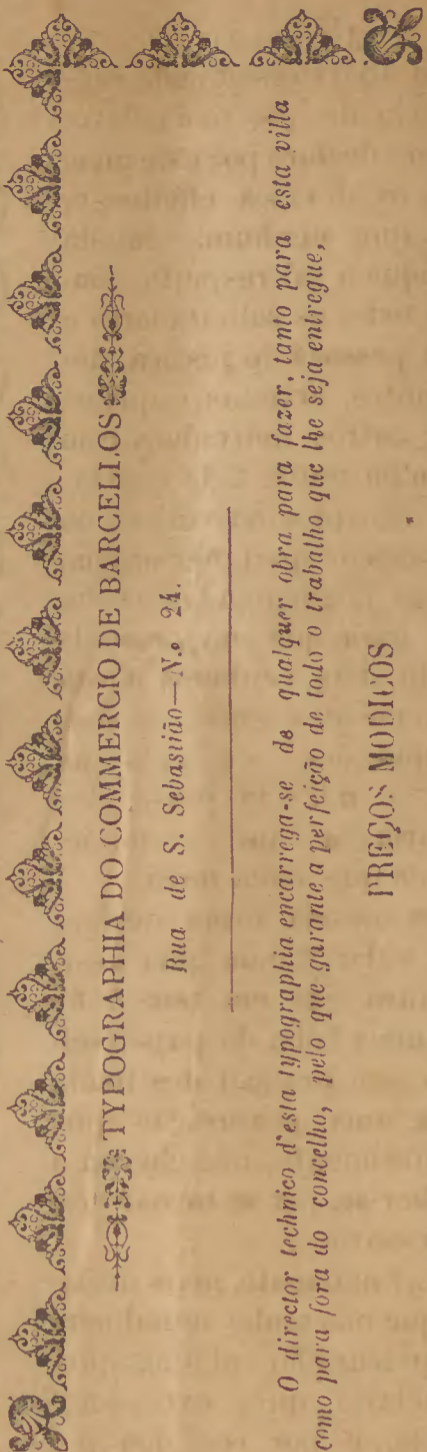 TYPOGRAPHIA DO COMMERCIO DE BARCELLOS
Rua de S. Sebastião—N.º 24.
O director technico d'esta typographia encarrega-se de qualquer obra para fazer, tanto para esta villa
como para fora do concelho, pelo que garante a perfeição de todo o trabalho que lhe seja entregue,
PREÇOS MODICOS